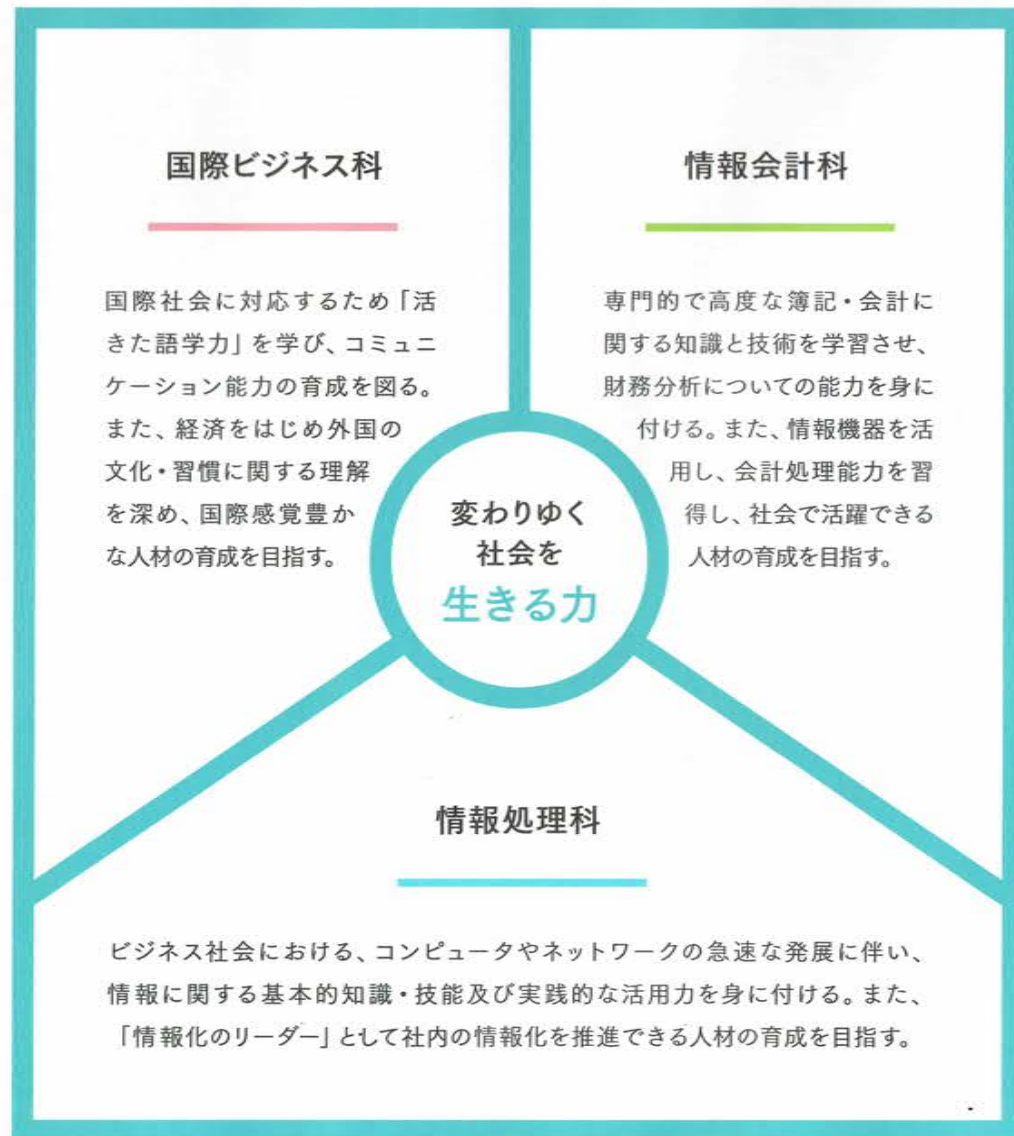 国際ビジネス科
国際社会に対応するため「活
きた語学力」を学び、コミュニ
ケーション能力の育成を図る。
また、経済をはじめ外国の
文化・習慣に関する理解
を深め、国際感覚豊か
な人材の育成を目指す。
情報会計科
専門的で高度な簿記・会計に
関する知識と技術を学習させ、
財務分析についての能力を身に
付ける。また、情報機器を活
用し、会計処理能力を習
得し、社会で活躍できる
人材の育成を目指す。
変わりゆく
社会を
生きる力
情報処理科
ビジネス社会における、コンピュータやネットワークの急速な発展に伴い、
情報に関する基本的知識・技能及び実践的な活用力を身に付ける。また、
「情報化のリーダー」として社内の情報化を推進できる人材の育成を目指す。